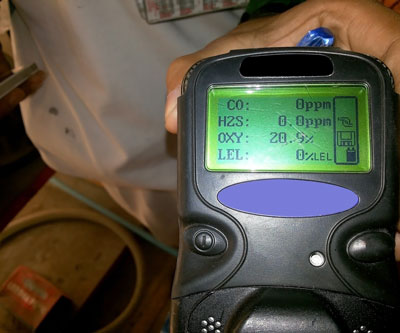 CO: 0ppm
H2S: 0.0ppm
OXY: 20.9%
LEL: 0%LEL